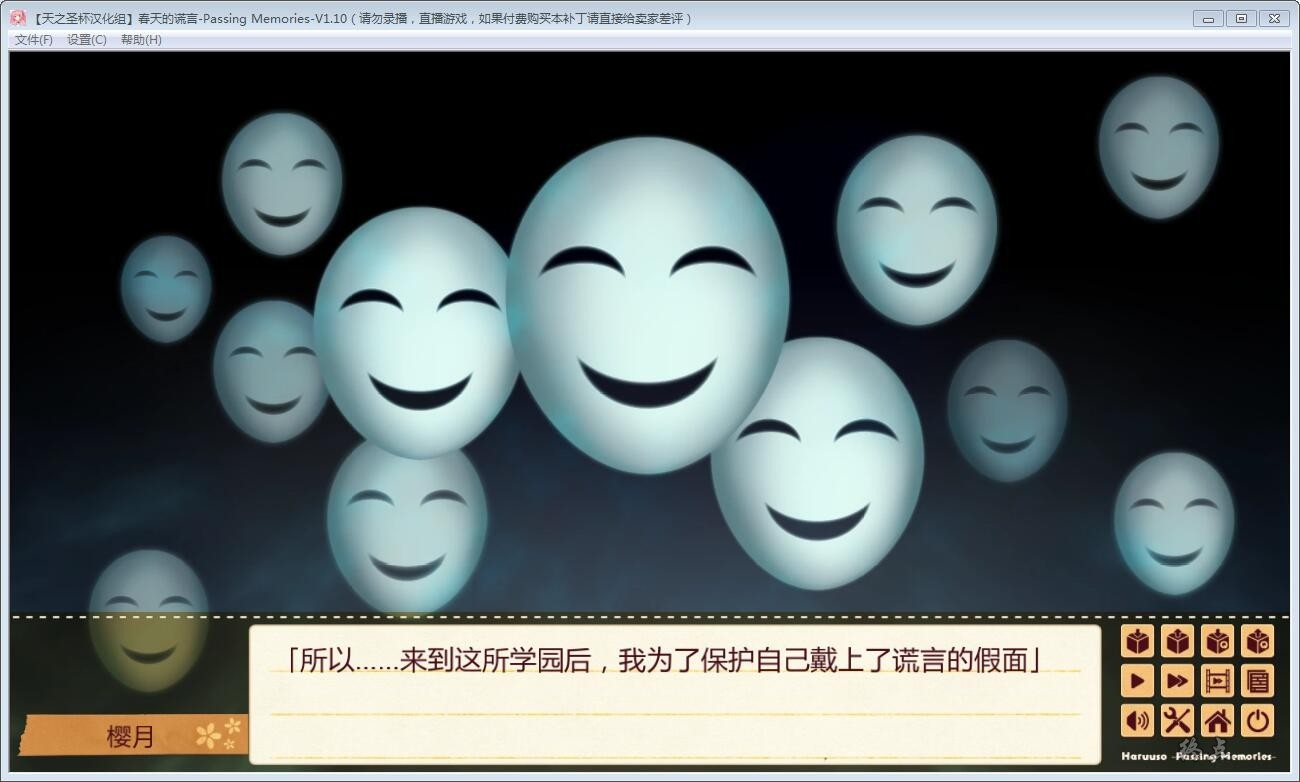 【天之圣杯汉化组】春天的谎言-Passing Memories-V1.10（请勿录播，直播游戏，如果付费购买本补丁请直接给卖家差评）
文件(F) 设置(C) 帮助(H)
「所以……来到这所学园后，我为了保护自己戴上了谎言的假面」
樱月
终点
Haruuso -Passing Memories-